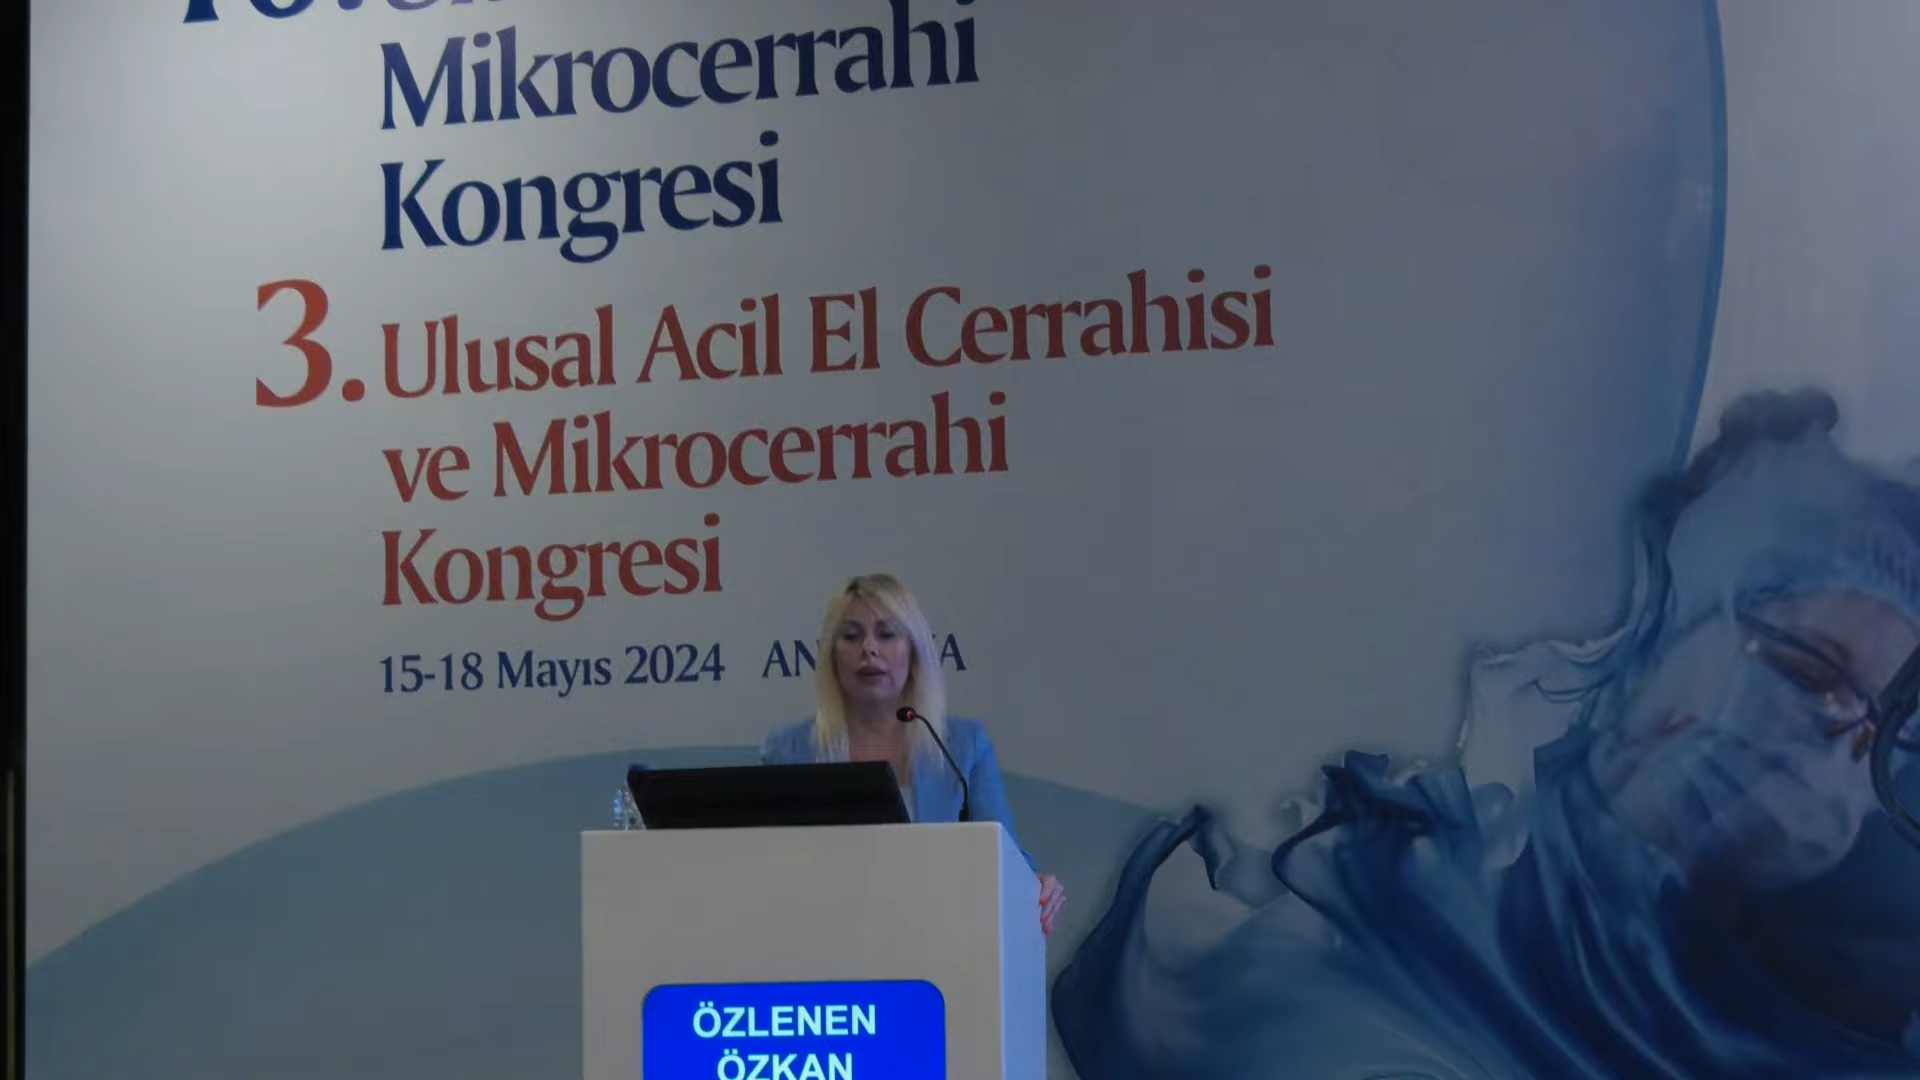 Mikrocerrahi
Kongresi
3. Ulusal Acil El Cerrahisi
ve Mikrocerrahi
Kongresi
15-18 Mayıs 2024
ÖZLENEN
ÖZKAN